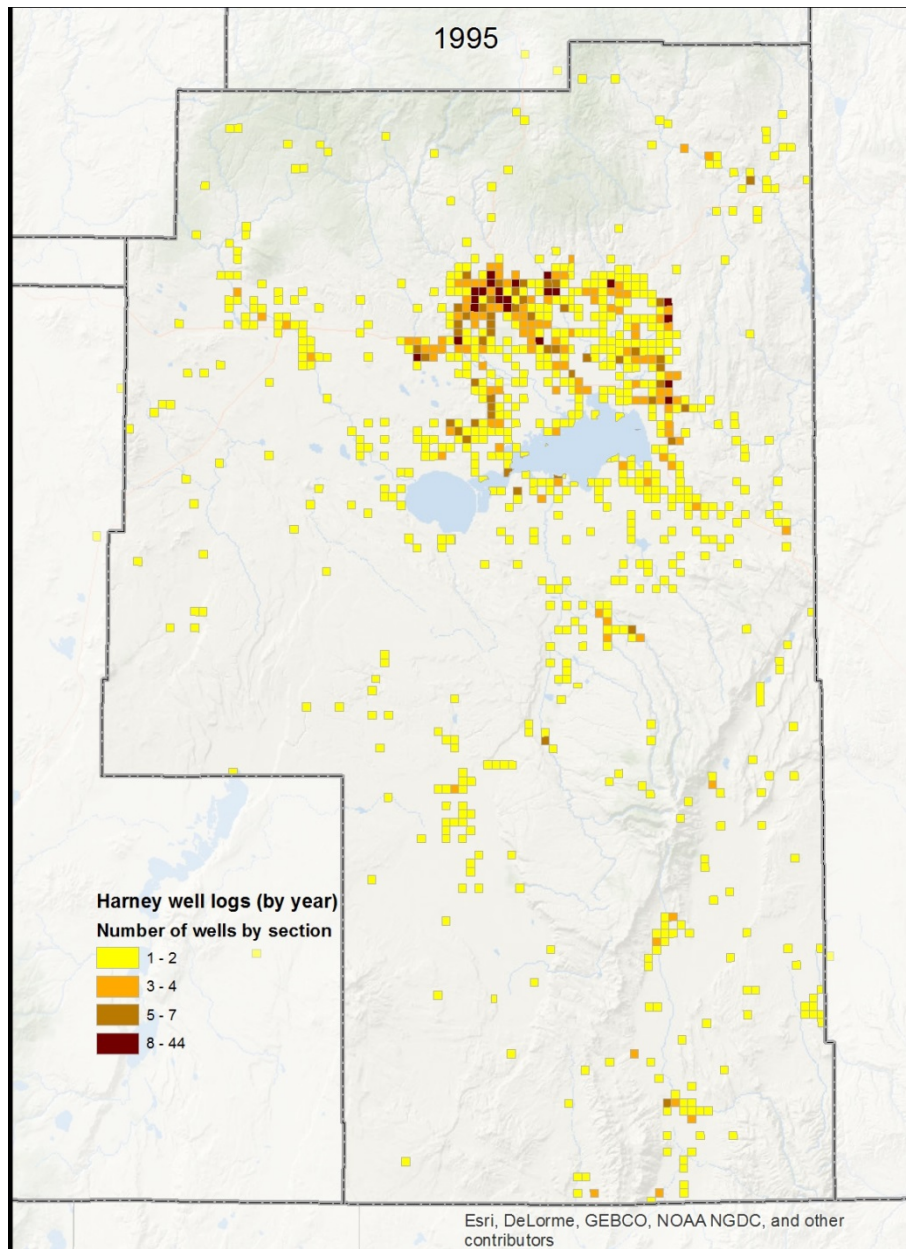 1995
Harney well logs (by year)
Number of wells by section
1 - 2
3 - 4
5 - 7
8 - 44
Esri, DeLorme, GEBCO, NOAA NGDC, and other
contributors